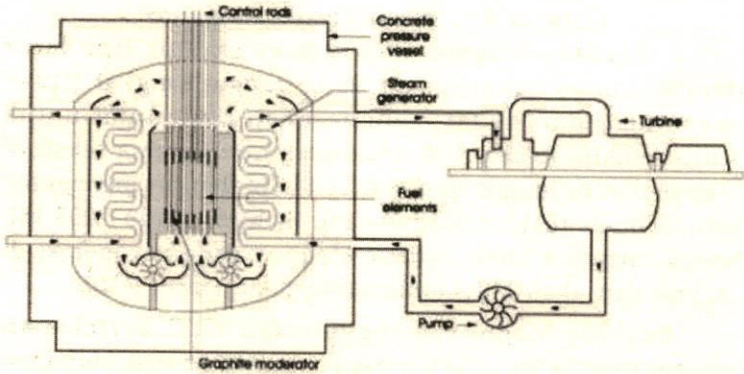 Control rods
Concrete
pressure
vessel
Steam
generator
Turbine
Fuel
elements
Pump
Graphite moderator